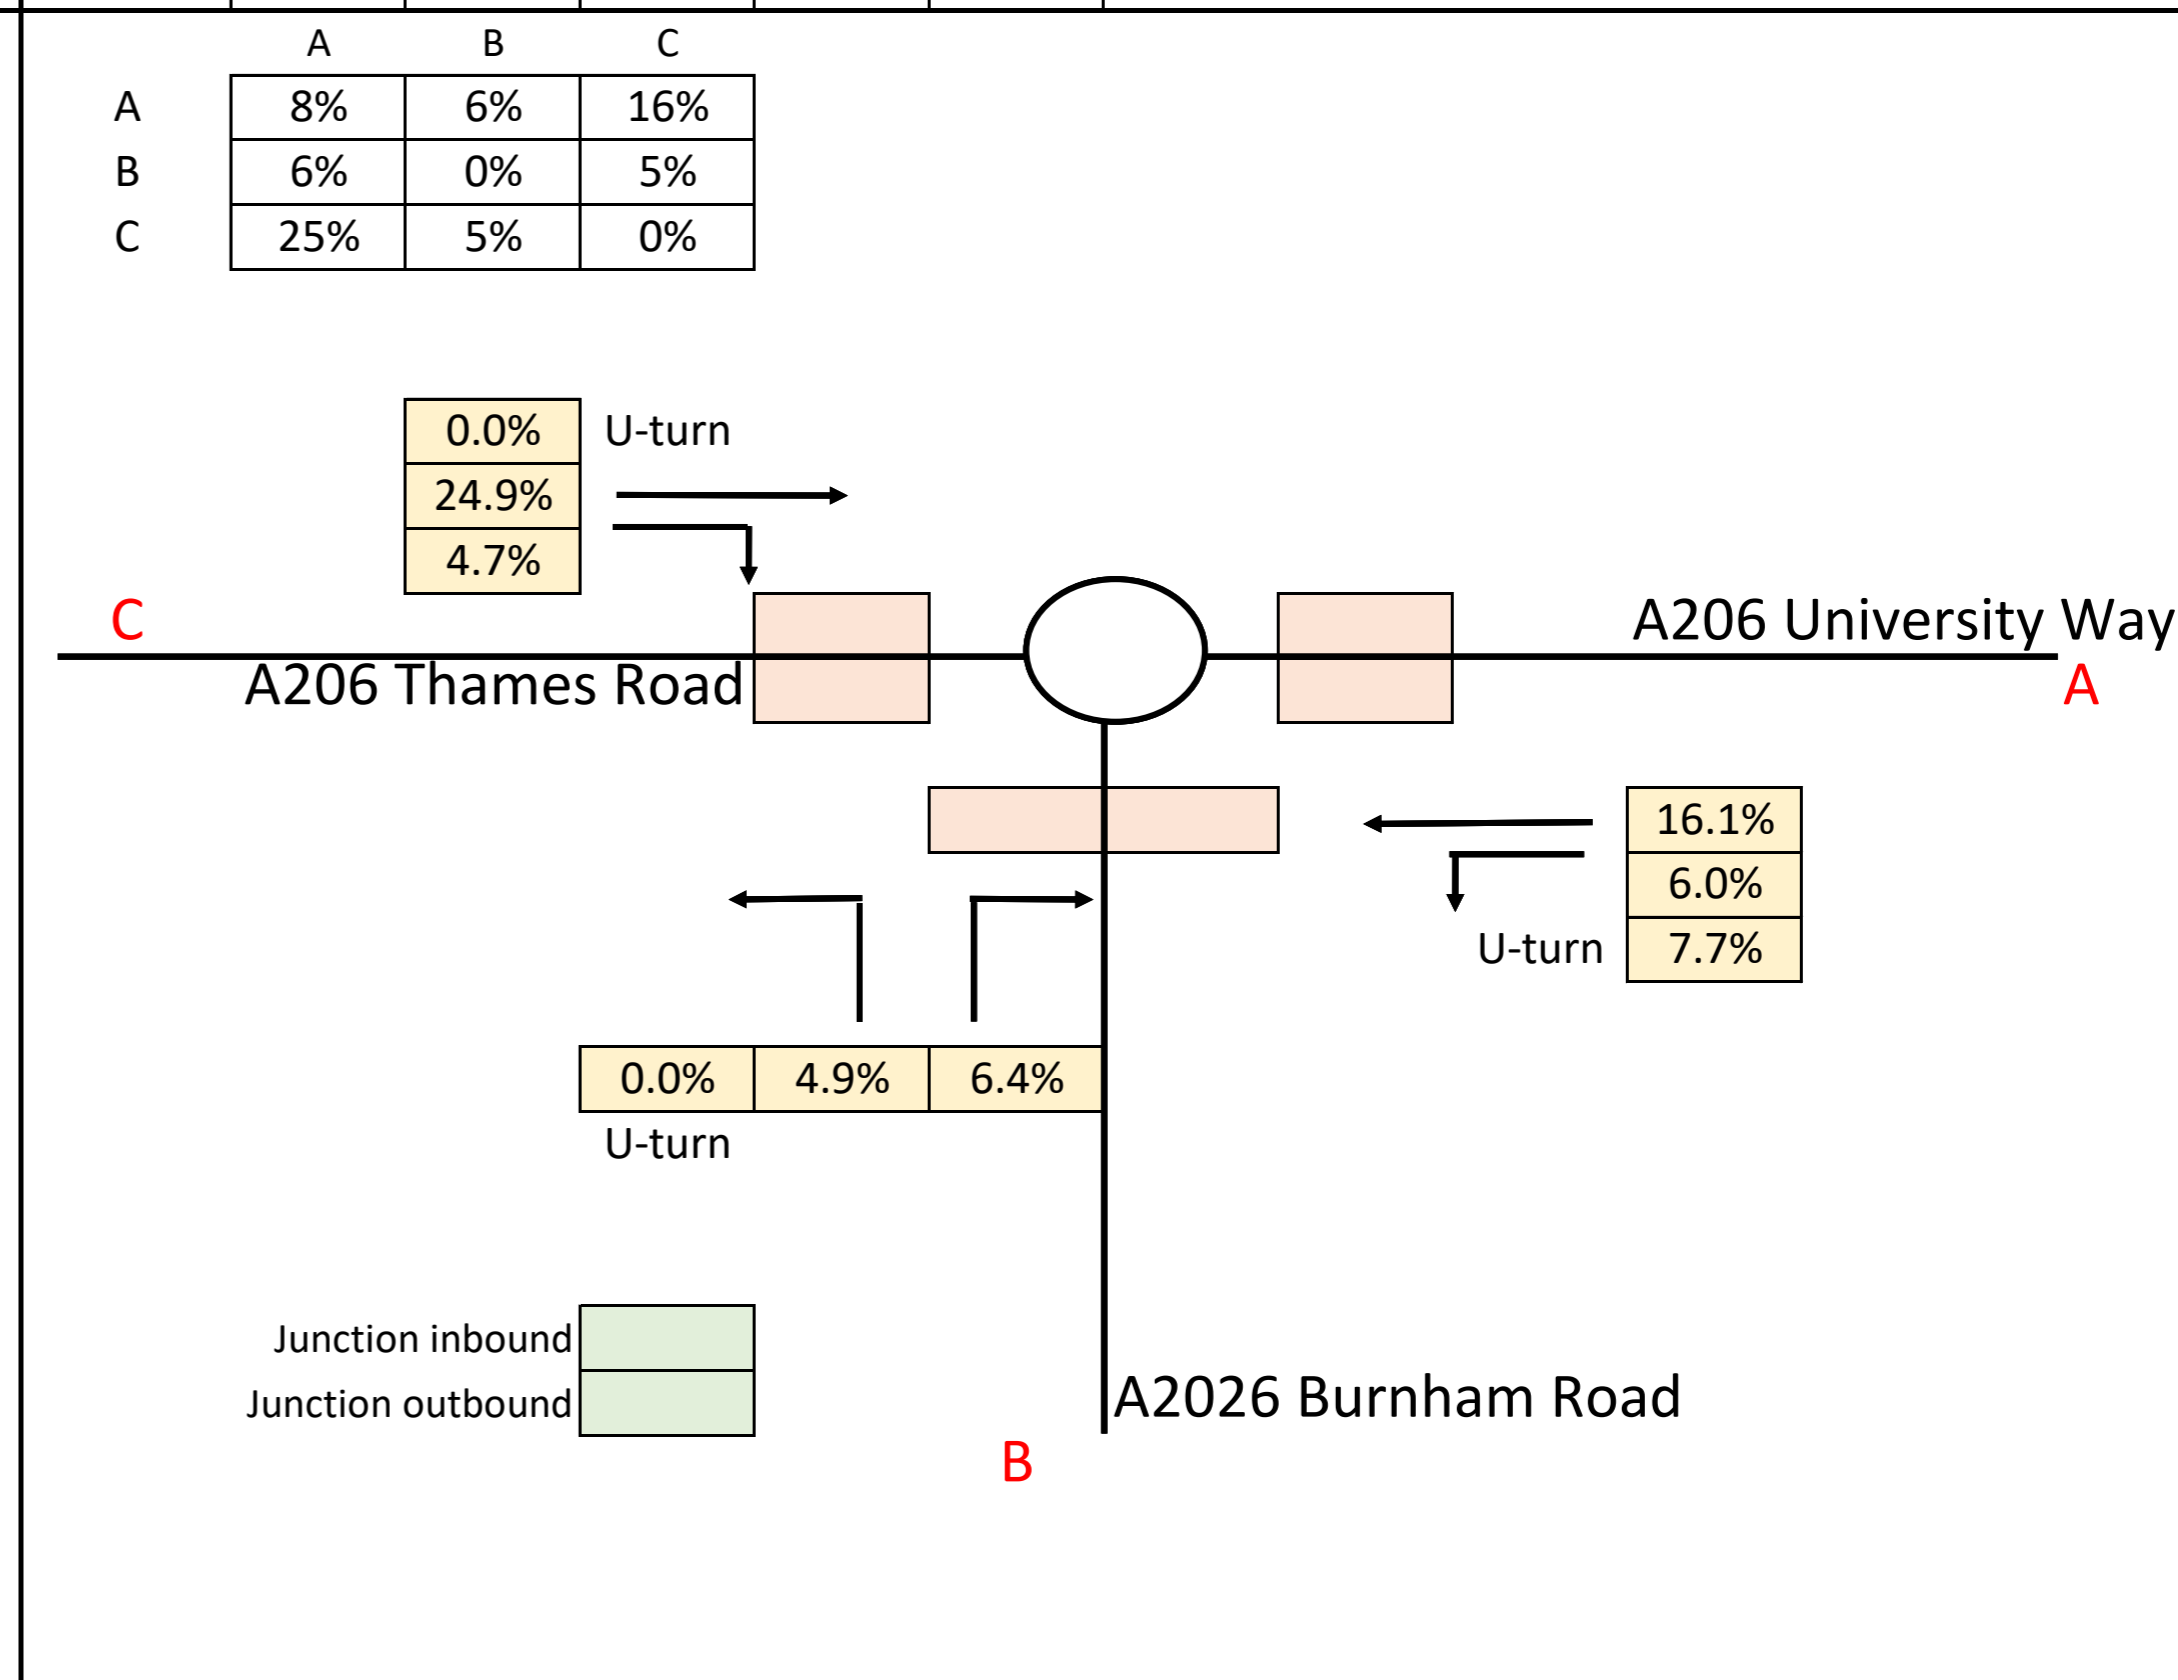 A B C
A 8% 6% 16%
B 6% 0% 5%
C 25% 5% 0%
0.0% U-turn
24.9%
4.7%
C
A206 University Way
A206 Thames Road
A
16.1%
6.0%
U-turn 7.7%
0.0% 4.9% 6.4%
U-turn
Junction inbound
Junction outbound
A2026 Burnham Road
B